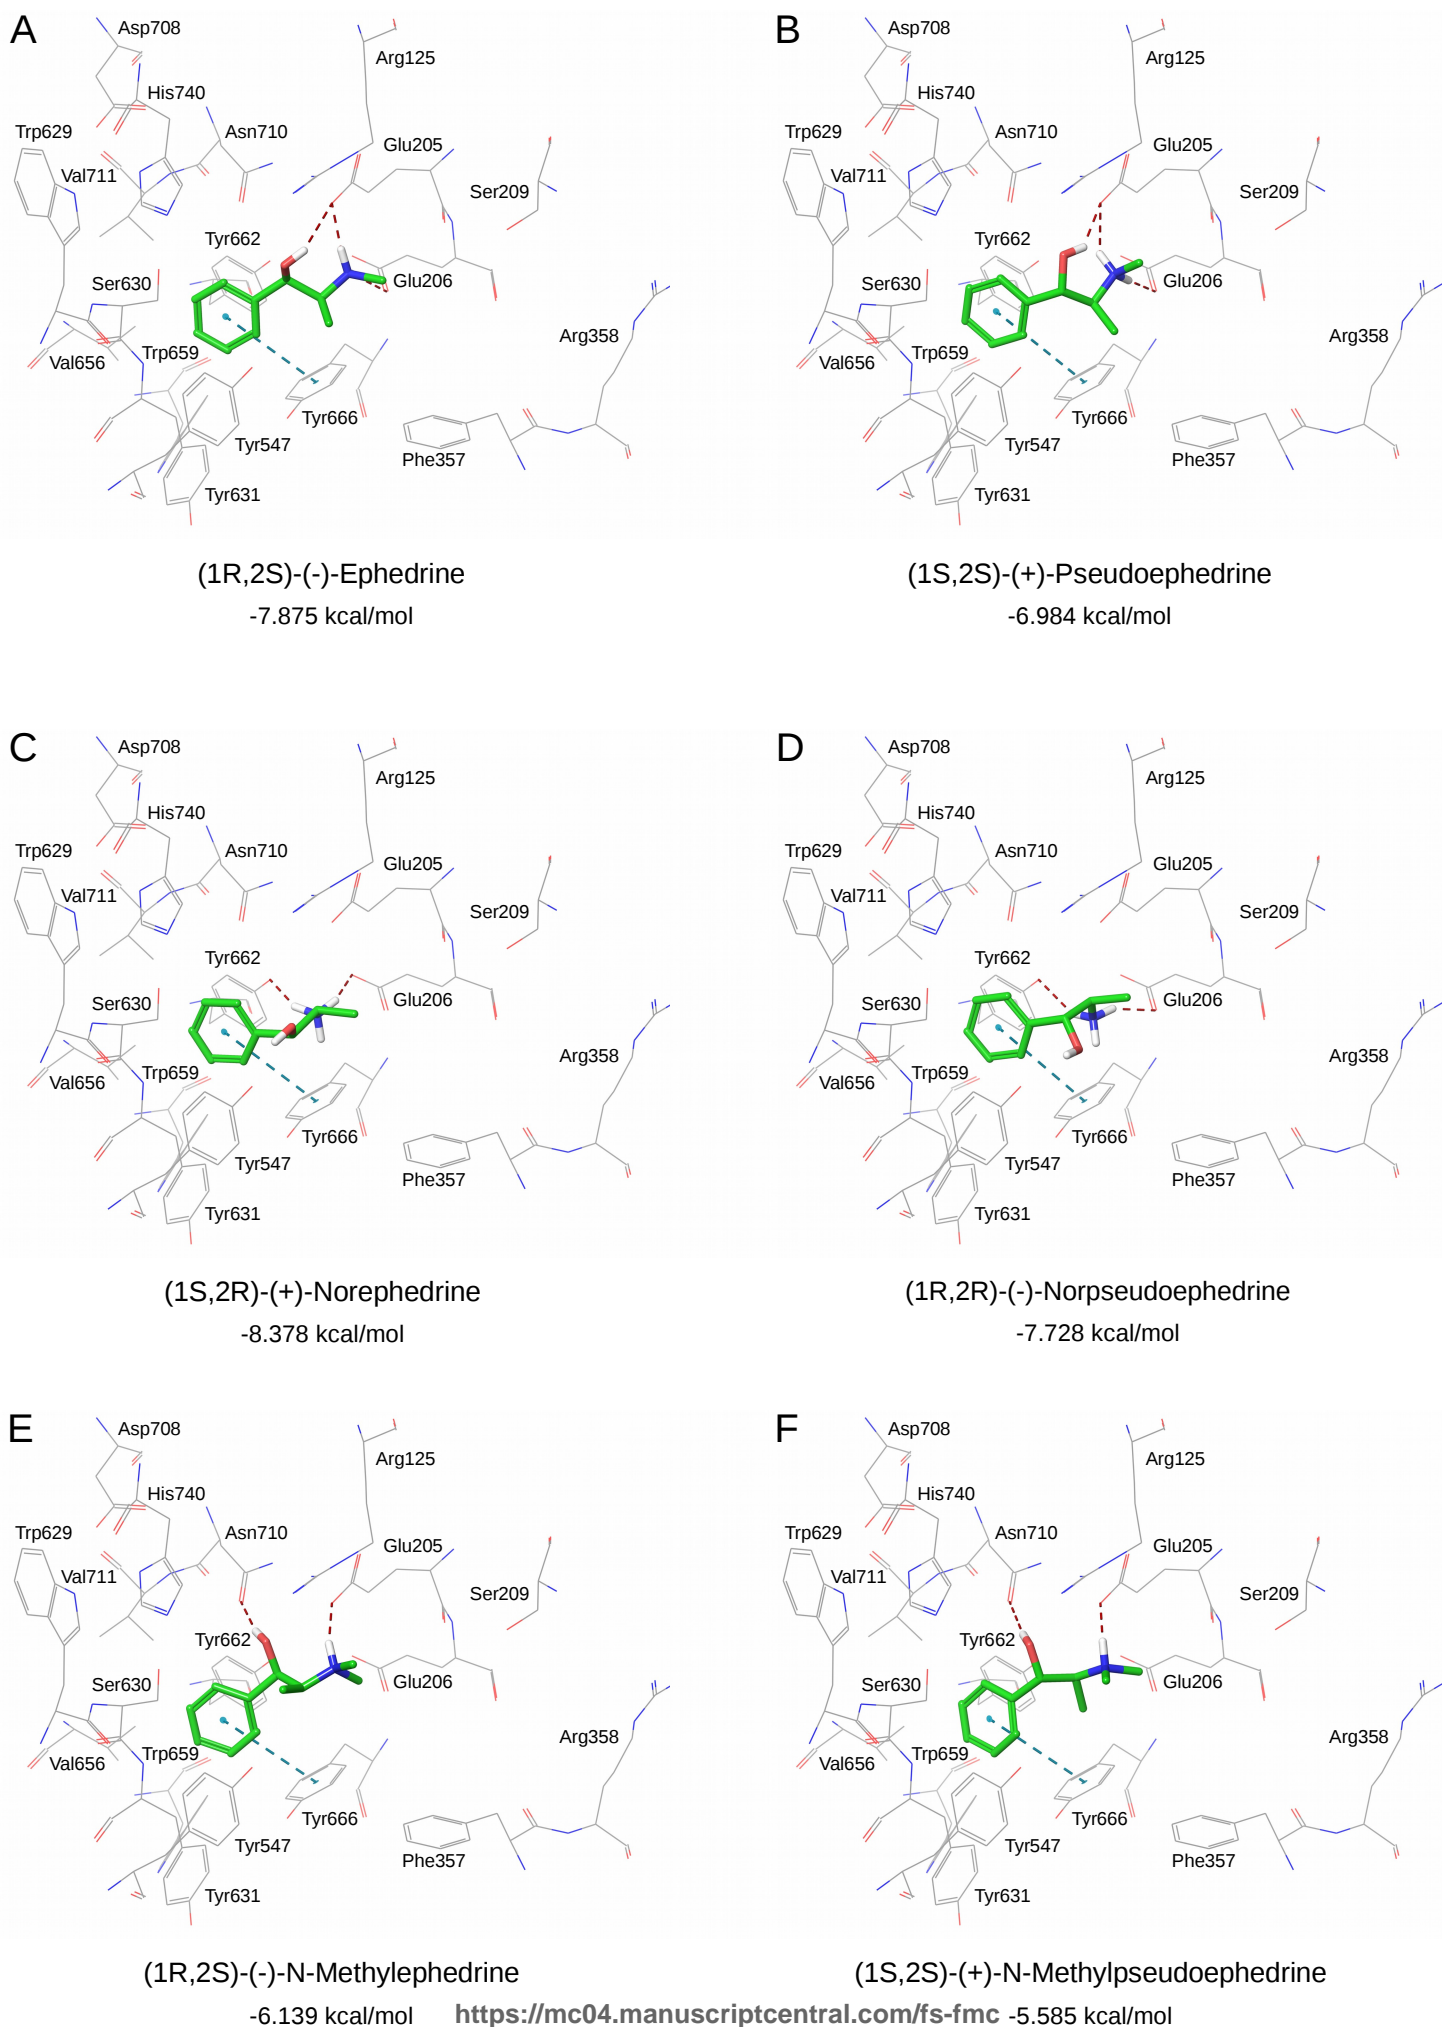 A
Asp708
Arg125
His740
Trp629
Asn710
Glu205
Val711
Ser209
Tyr662
Ser630
Glu206
Arg358
Val656
Trp659
Tyr666
Tyr547
Phe357
Tyr631
(1R,2S)-(-)-Ephedrine
-7.875 kcal/mol
B
Asp708
Arg125
His740
Trp629
Asn710
Glu205
Val711
Ser209
Tyr662
Ser630
Glu206
Arg358
Val656
Trp659
Tyr666
Tyr547
Phe357
Tyr631
(1S,2S)-(+)-Pseudoephedrine
-6.984 kcal/mol
C
Asp708
Arg125
His740
Trp629
Asn710
Glu205
Val711
Ser209
Tyr662
Ser630
Glu206
Arg358
Val656
Trp659
Tyr666
Tyr547
Phe357
Tyr631
(1S,2R)-(+)-Norephedrine
-8.378 kcal/mol
D
Asp708
Arg125
His740
Trp629
Asn710
Glu205
Val711
Ser209
Tyr662
Ser630
Glu206
Arg358
Val656
Trp659
Tyr666
Tyr547
Phe357
Tyr631
(1R,2R)-(-)-Norpseudoephedrine
-7.728 kcal/mol
E
Asp708
Arg125
His740
Trp629
Asn710
Glu205
Val711
Ser209
Tyr662
Ser630
Glu206
Arg358
Val656
Trp659
Tyr666
Tyr547
Phe357
Tyr631
(1R,2S)-(-)-N-Methylephedrine
-6.139 kcal/mol
F
Asp708
Arg125
His740
Trp629
Asn710
Glu205
Val711
Ser209
Tyr662
Ser630
Glu206
Arg358
Val656
Trp659
Tyr666
Tyr547
Phe357
Tyr631
(1S,2S)-(+)-N-Methylpseudoephedrine
https://mc04.manuscriptcentral.com/fs-fmc
-5.585 kcal/mol